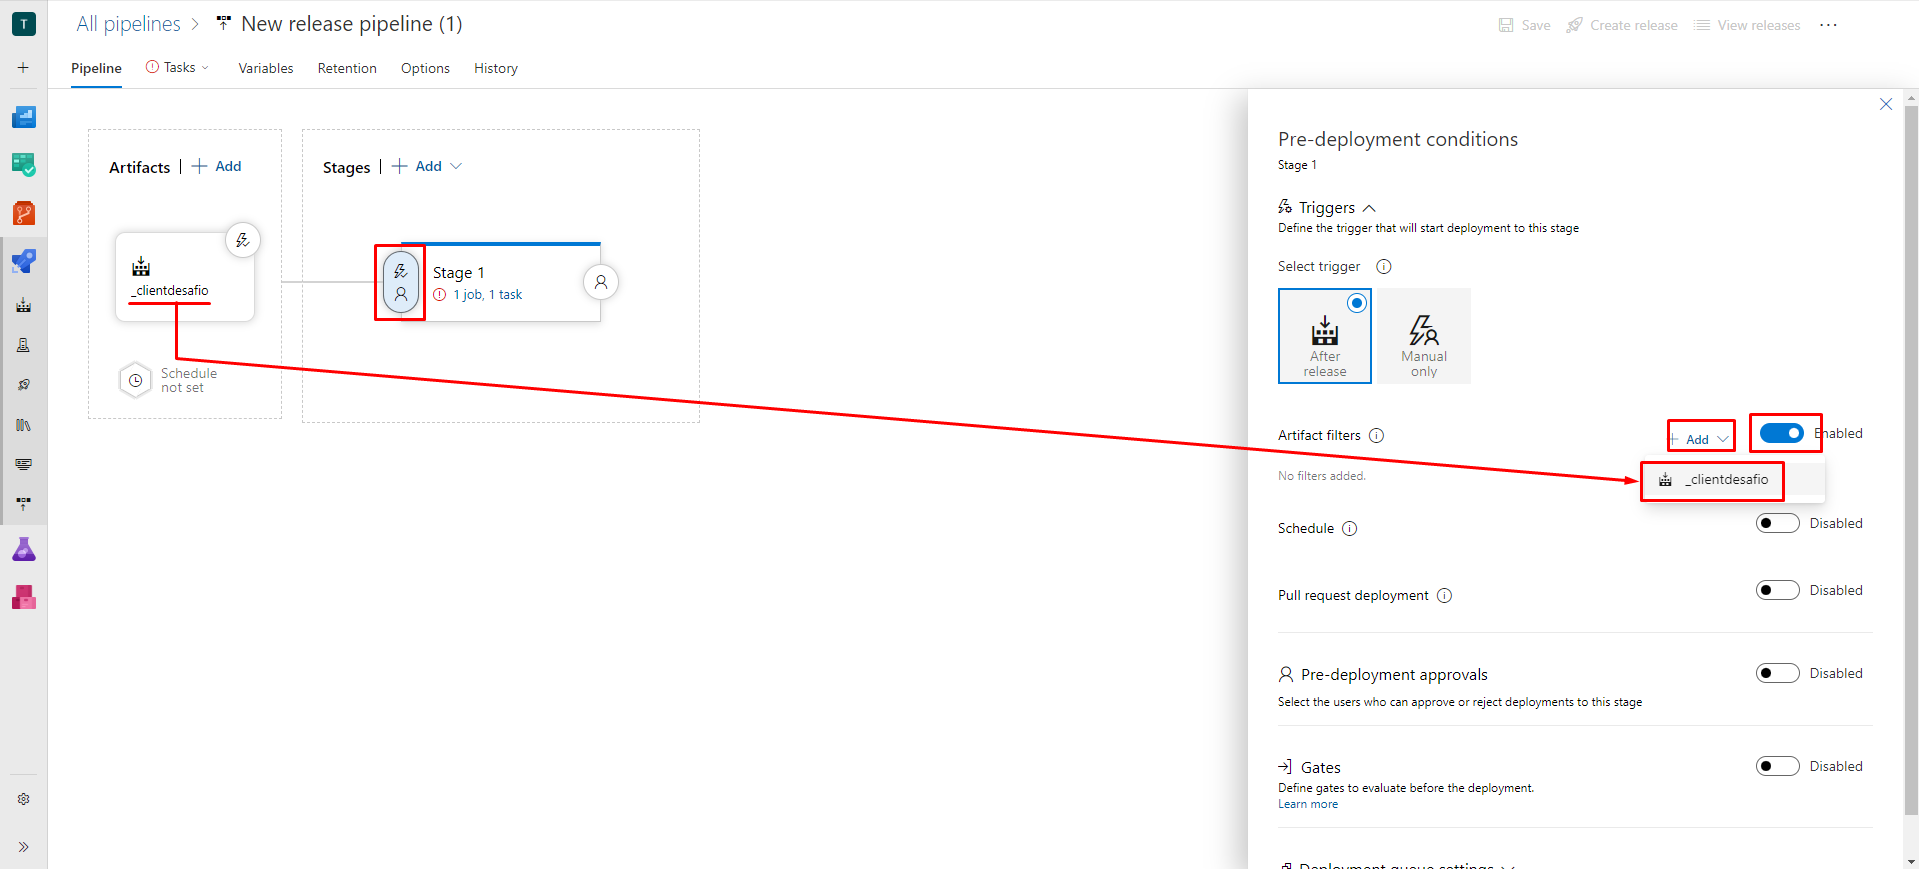 T
All pipelines
New release pipeline (1)
Save
Create release
View releases
Pipeline
Tasks
Variables
Retention
Options
History
Artifacts
Add
Stages
Add
_clientdesafio
Schedule
not set
Stage 1
1 job, 1 task
Pre-deployment conditions
Stage 1
Triggers
Define the trigger that will start deployment to this stage
Select trigger
After
release
Manual
only
Artifact filters
Add
Enabled
No filters added.
_clientdesafio
Schedule
Disabled
Pull request deployment
Disabled
Pre-deployment approvals
Disabled
Select the users who can approve or reject deployments to this stage
Gates
Disabled
Define gates to evaluate before the deployment.
Learn more
Deployment queue settings